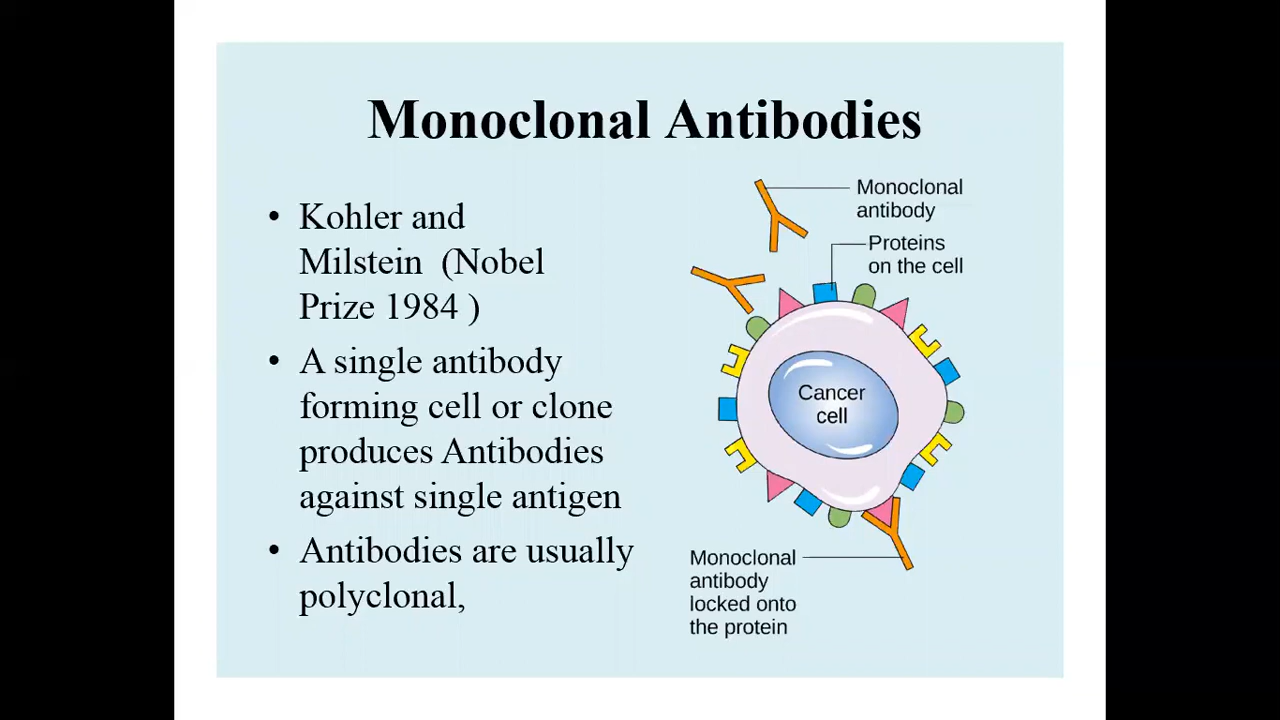 Monoclonal Antibodies
• Kohler and
Milstein (Nobel
Prize 1984 )
• A single antibody
forming cell or clone
produces Antibodies
against single antigen
• Antibodies are usually
polyclonal,
Monoclonal
antibody
Proteins
on the cell
Cancer
cell
Monoclonal
antibody
locked onto
the protein